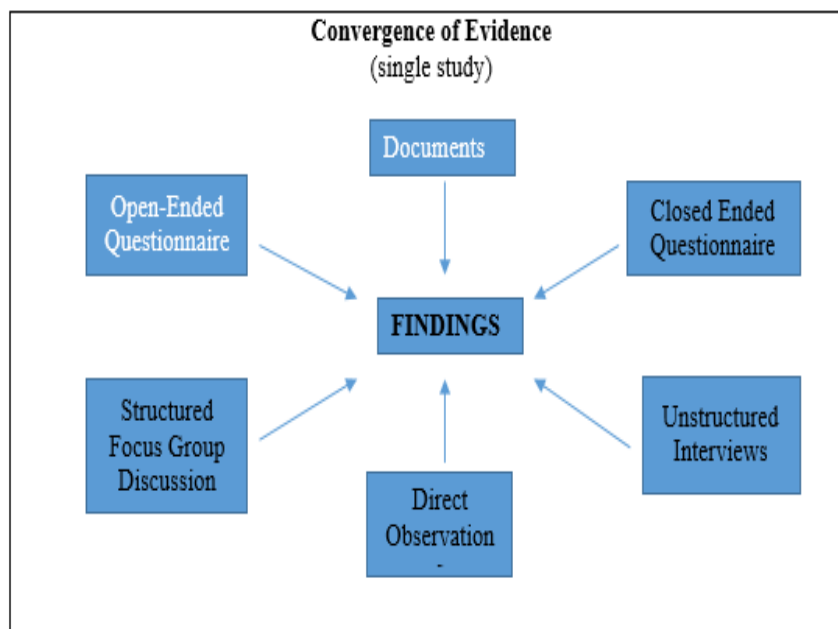 Convergence of Evidence
(single study)
Documents
Open-Ended
Questionnaire
Closed Ended
Questionnaire
FINDINGS
Structured
Focus Group
Discussion
Unstructured
Interviews
Direct
Observation
-